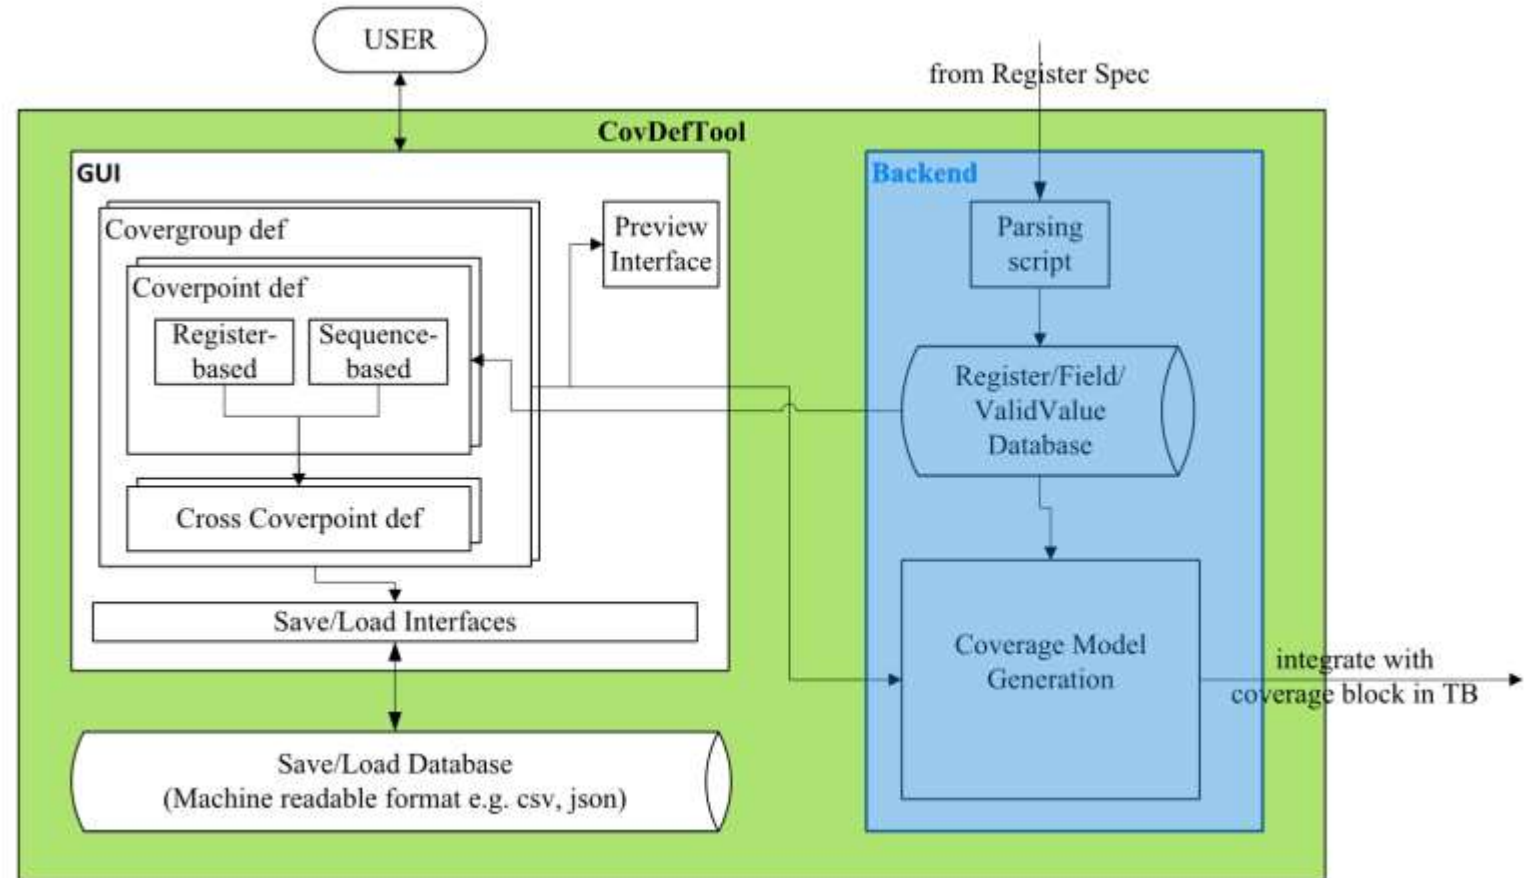 USER
from Register Spec
CovDefTool
GUI
Covergroup def
Coverpoint def
Register-
based
Sequence-
based
Cross Coverpoint def
Preview
Interface
Save/Load Interfaces
Save/Load Database
(Machine readable format e.g. csv, json)
Backend
Parsing
script
Register/Field/
ValidValue
Database
Coverage Model
Generation
integrate with
coverage block in TB